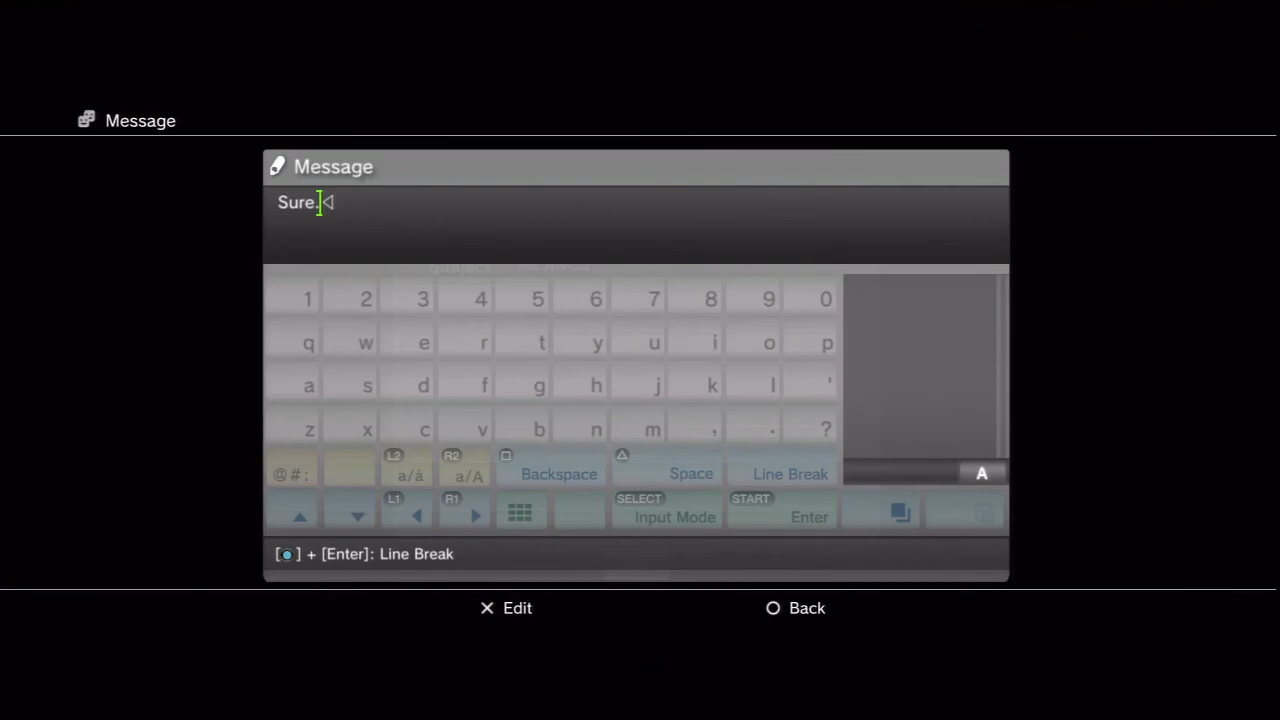 Message
Message
Sure.
1 2 3 4 5 6 7 8 9 0
q w e r t y u i o p
a s d f g h j k l '
z x c v b n m , . ?
@#: L2 a/á R2 a/A Backspace Space Line Break
A
L1 R1 SELECT Input Mode START Enter
[●] + [Enter]: Line Break
Edit Back